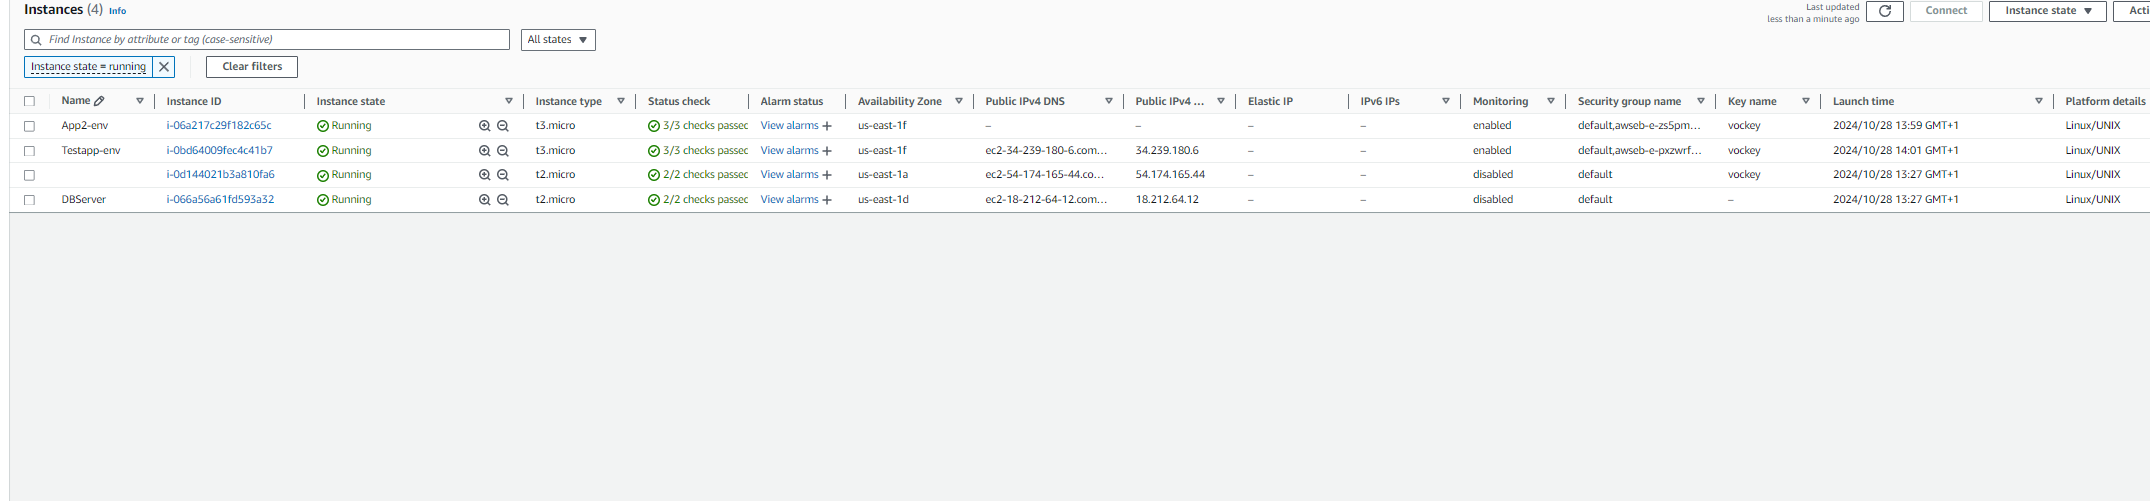 Instances (4) Info
Last updated
less than a minute ago
Connect
Instance state
Acti
Find Instance by attribute or tag (case-sensitive)
All states
Instance state = running
Clear filters
Name Instance ID Instance state Instance type Status check Alarm status Availability Zone Public IPv4 DNS Public IPv4 ... Elastic IP IPv6 IPs Monitoring Security group name Key name Launch time Platform details
App2-env i-06a217c29f182c65c Running t3.micro 3/3 checks passed View alarms + us-east-1f – – – – enabled default,awseb-e-zs5pm... vockey 2024/10/28 13:59 GMT+1 Linux/UNIX
Testapp-env i-0bd64009fec4c41b7 Running t3.micro 3/3 checks passed View alarms + us-east-1f ec2-34-239-180-6.com... 34.239.180.6 – – enabled default,awseb-e-pxzwrf... vockey 2024/10/28 14:01 GMT+1 Linux/UNIX
i-0d144021b3a810fa6 Running t2.micro 2/2 checks passed View alarms + us-east-1a ec2-54-174-165-44.co... 54.174.165.44 – – disabled default vockey 2024/10/28 13:27 GMT+1 Linux/UNIX
DBServer i-066a56a61fd593a32 Running t2.micro 2/2 checks passed View alarms + us-east-1d ec2-18-212-64-12.com... 18.212.64.12 – – disabled default – 2024/10/28 13:27 GMT+1 Linux/UNIX